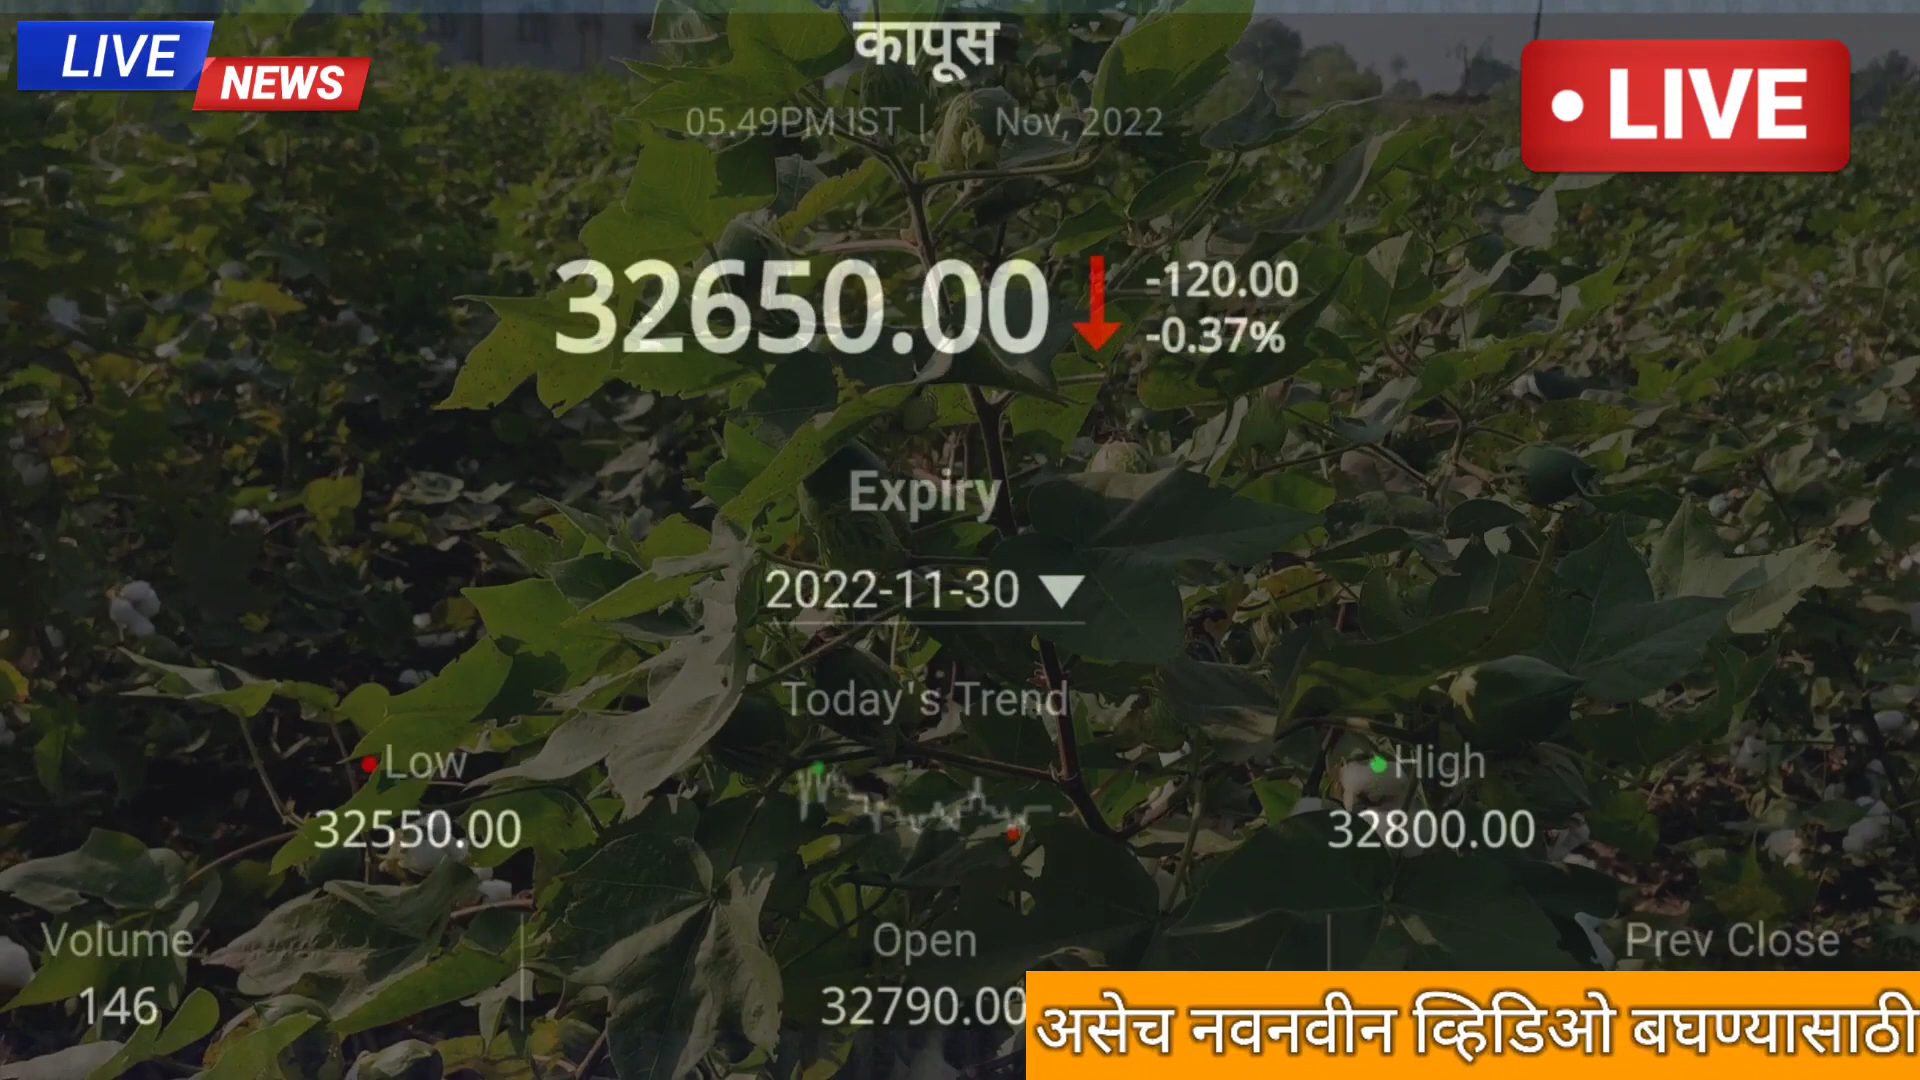 LIVE
NEWS
कापूस
LIVE
05.49PM IST | Nov, 2022
32650.00
-120.00
-0.37%
Expiry
2022-11-30
Today's Trend
Low
High
32550.00
32800.00
Volume
Open
Prev Close
146
32790.00
असेच नवनवीन व्हिडिओ बघण्यासाठी